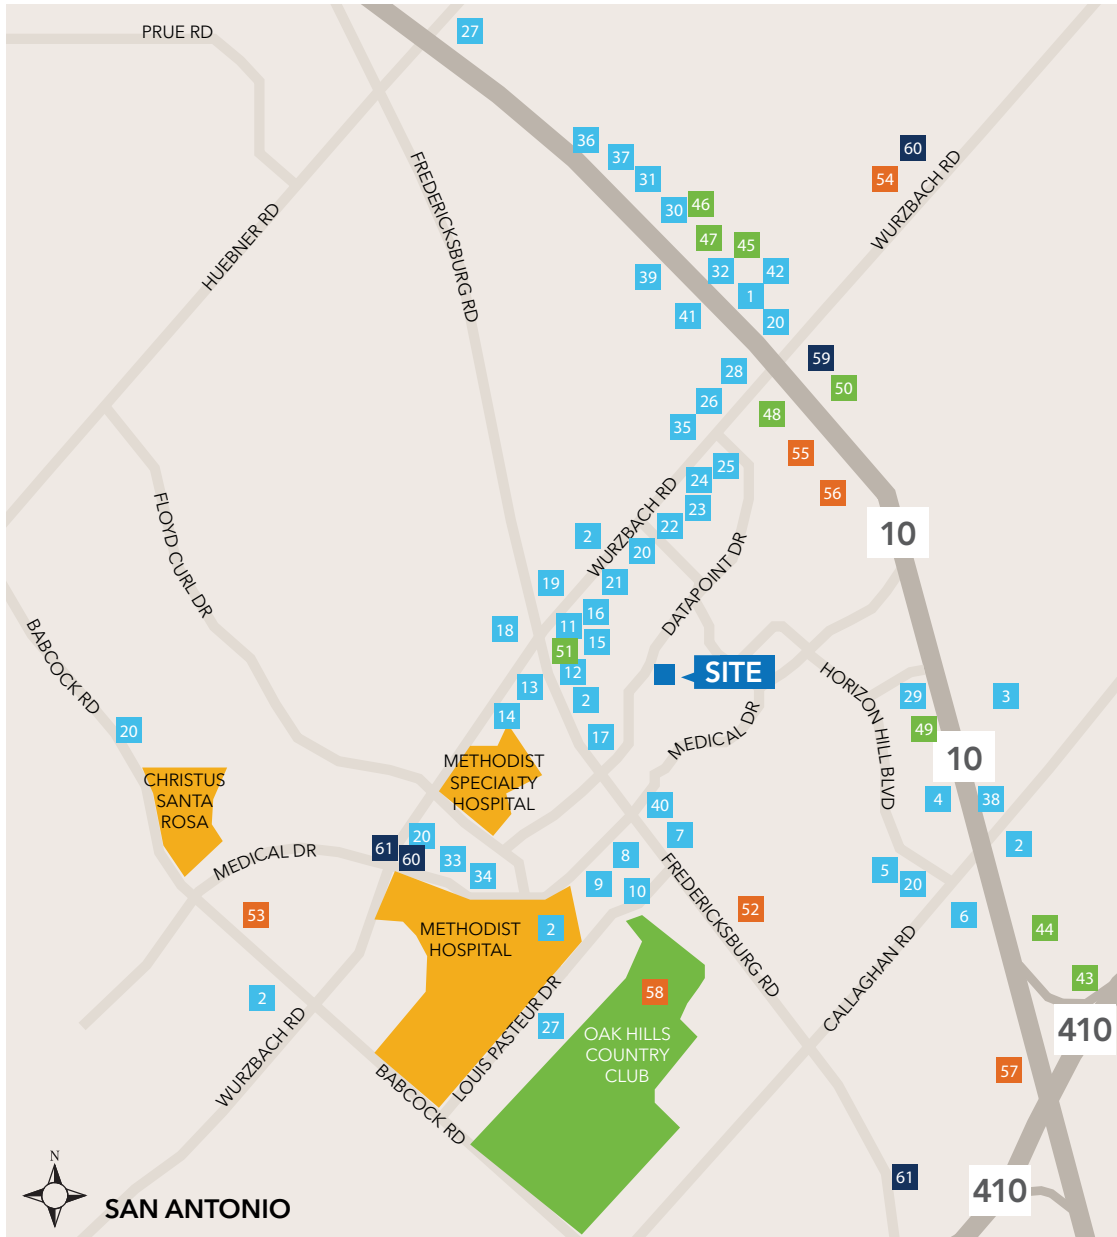 27
PRUE RD
36
37
60
31
54
FREDERICKSBURG RD
WURZBACH RD
30
46
47
45
HUEBNER RD
39
32
42
1
41
20
59
28
50
26
48
35
55
25
24
56
23
22
WURZBACH RD
2
10
20
DATAPOINT DR
FLOYD CURL DR
19
21
16
11
18
15
51
BABCOCK RD
12
SITE
13
2
HORIZON HILL BLVD
29
3
14
20
17
MEDICAL DR
49
10
METHODIST
SPECIALTY
HOSPITAL
CHRISTUS
SANTA
ROSA
40
4
38
20
7
61
60
33
MEDICAL DR
8
2
34
5
20
9
10
FREDERICKSBURG RD
52
53
6
METHODIST
HOSPITAL
2
44
CALLAGHAN RD
43
58
2
LOUIS PASTEUR DR
WURZBACH RD
27
OAK HILLS
COUNTRY
CLUB
410
57
BABCOCK RD
61
N
410
SAN ANTONIO